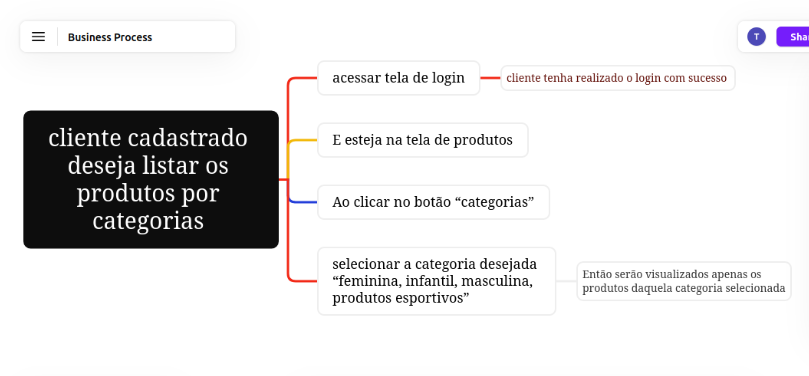 Business Process
T
Shar
acessar tela de login
cliente tenha realizado o login com sucesso
cliente cadastrado
deseja listar os
produtos por
categorias
E esteja na tela de produtos
Ao clicar no botão “categorias”
selecionar a categoria desejada
“feminina, infantil, masculina,
produtos esportivos”
Então serão visualizados apenas os
produtos daquela categoria selecionada